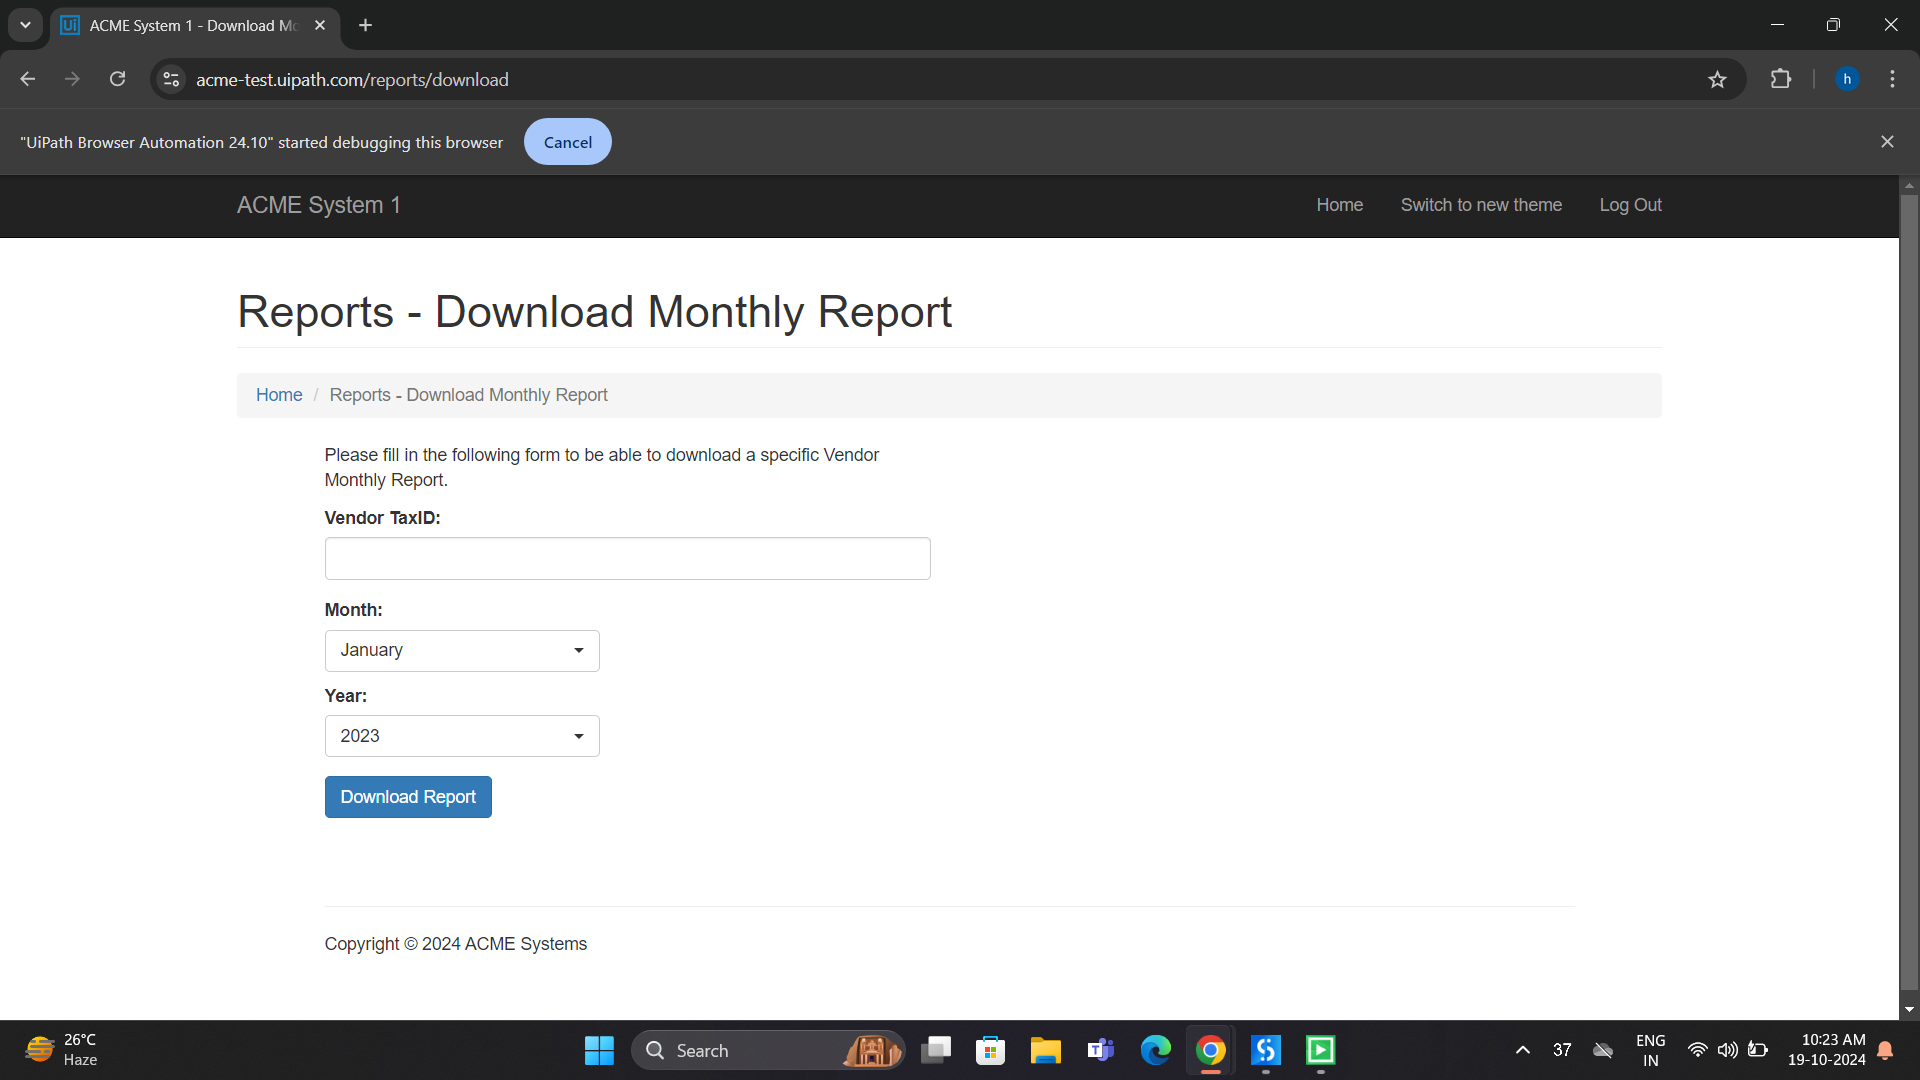 ACME System 1 - Download Mo
acme-test.uipath.com/reports/download
h
"UiPath Browser Automation 24.10" started debugging this browser
Cancel
ACME System 1
Home
Switch to new theme
Log Out
Reports - Download Monthly Report
Home / Reports - Download Monthly Report
Please fill in the following form to be able to download a specific Vendor
Monthly Report.
Vendor TaxID:
Month:
January
Year:
2023
Download Report
Copyright © 2024 ACME Systems
26°C
Haze
Search
37
ENG
IN
10:23 AM
19-10-2024